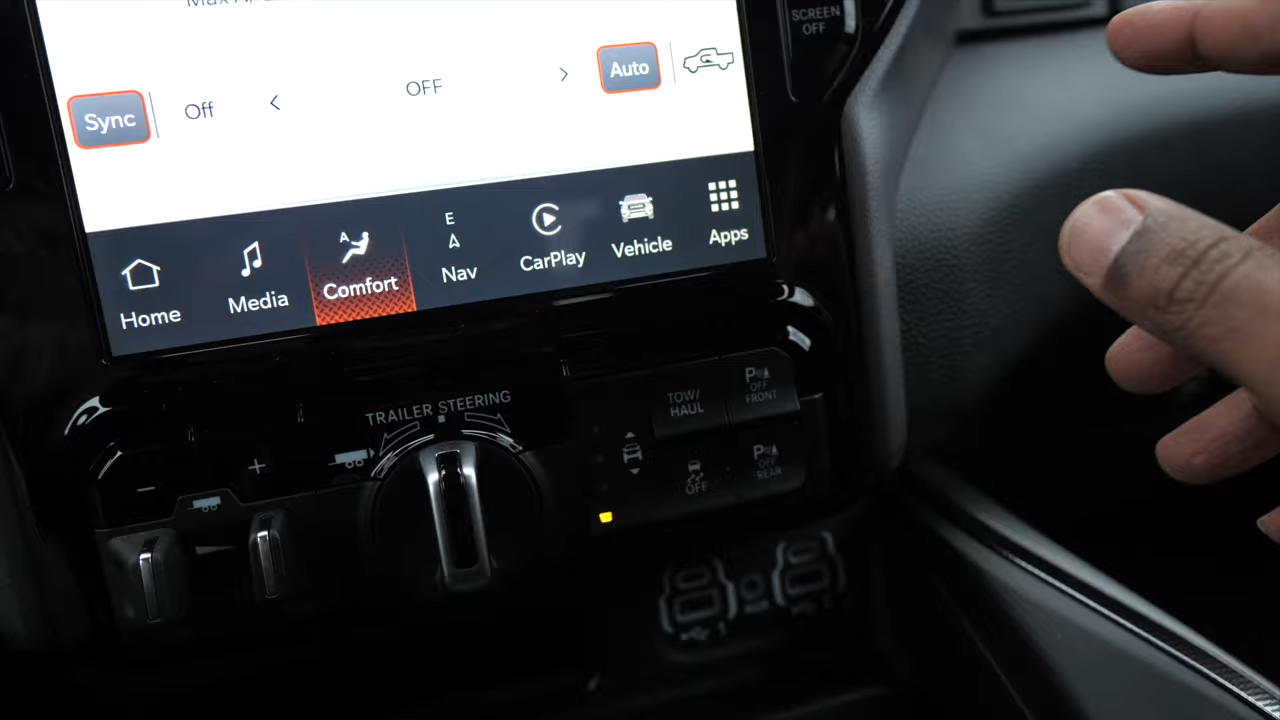 SCREEN
OFF
Sync
Off
OFF
Auto
Home
Media
Comfort
E
Nav
CarPlay
Vehicle
Apps
TRAILER STEERING
TOW/
HAUL
P
OFF
FRONT
OFF
P
OFF
REAR